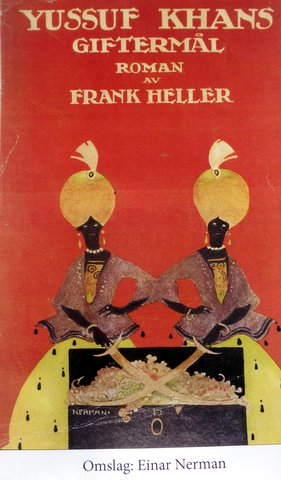 YUSSUF KHANS
GIFTERMÅL
ROMAN
AV
FRANK HELLER
NERMAN.
Omslag: Einar Nerman